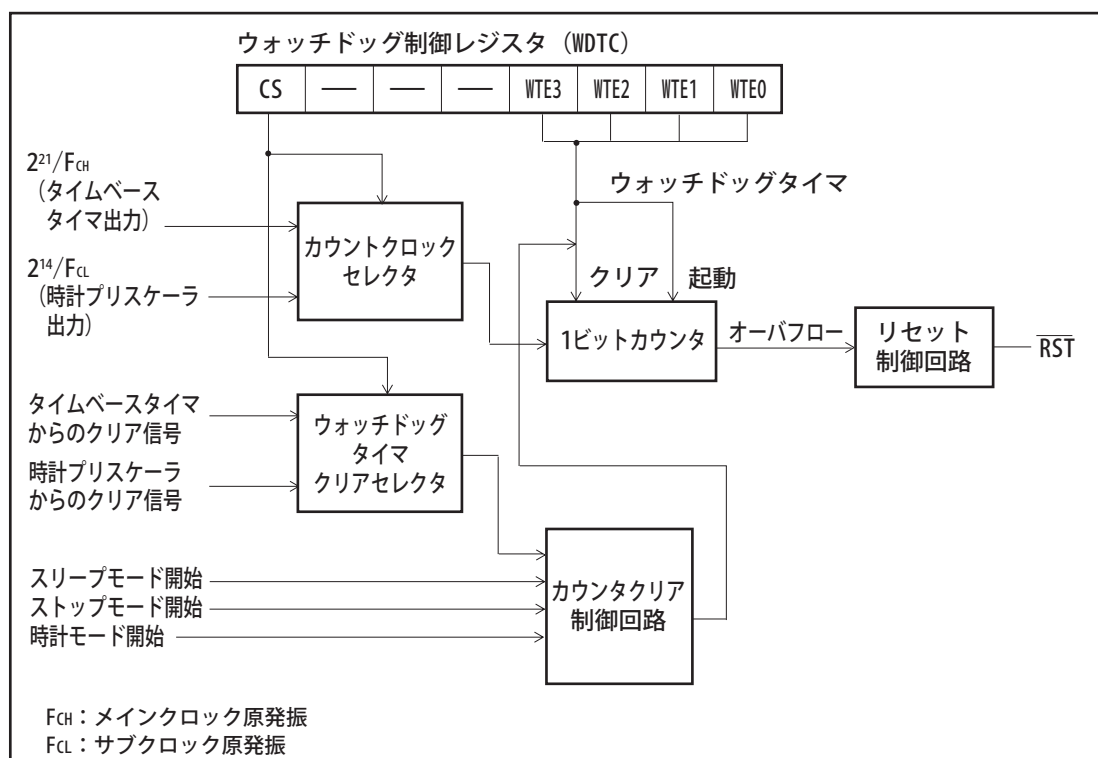 ウォッチドッグ制御レジスタ（WDTC）
CS — — — WTE3 WTE2 WTE1 WTE0
2²¹/FCH
（タイムベース
タイマ出力）
2¹⁴/FCL
（時計プリスケーラ
出力）
カウントクロック
セレクタ
ウォッチドッグタイマ
クリア 起動
1ビットカウンタ
オーバフロー
リセット
制御回路
R̅S̅T̅
タイムベースタイマ
からのクリア信号
時計プリスケーラ
からのクリア信号
ウォッチドッグ
タイマ
クリアセレクタ
スリープモード開始
ストップモード開始
時計モード開始
カウンタクリア
制御回路
FCH：メインクロック原発振
FCL：サブクロック原発振